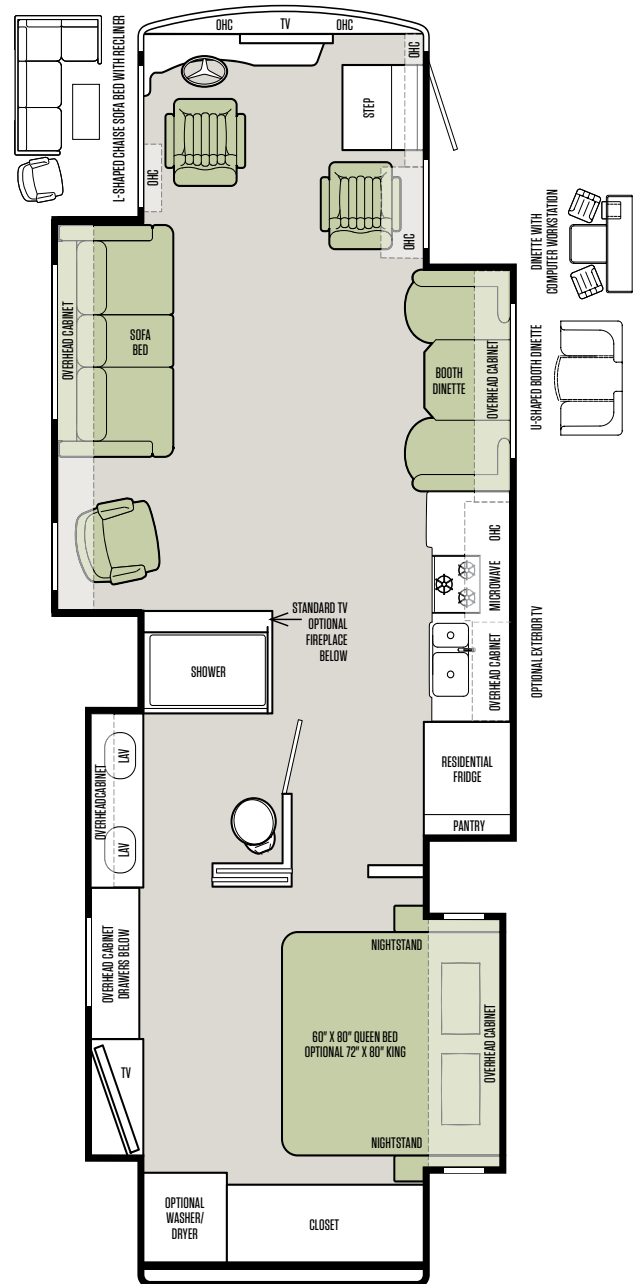 OHC
TV
OHC
OHC
STEP
OHC
OHC
L-SHAPED CHAISE SOFA BED WITH RECLINER
DINETTE WITH
COMPUTER WORKSTATION
U-SHAPED BOOTH DINETTE
OVERHEAD CABINET
SOFA
BED
BOOTH
DINETTE
OVERHEAD CABINET
OHC
MICROWAVE
OVERHEAD CABINET
OPTIONAL EXTERIOR TV
STANDARD TV
OPTIONAL
FIREPLACE
BELOW
SHOWER
RESIDENTIAL
FRIDGE
PANTRY
OVERHEADCABINET
LAV
LAV
OVERHEAD CABINET
DRAWERS BELOW
TV
NIGHTSTAND
60" X 80" QUEEN BED
OPTIONAL 72" X 80" KING
OVERHEAD CABINET
NIGHTSTAND
OPTIONAL
WASHER/
DRYER
CLOSET